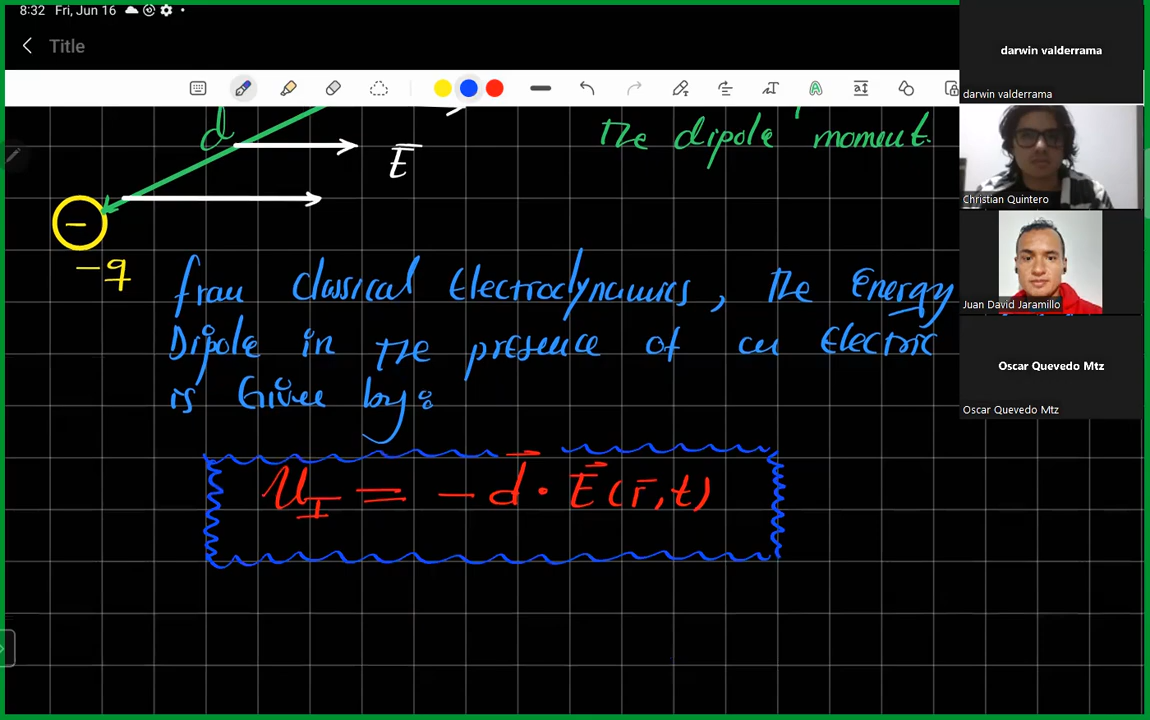 8:32 Fri, Jun 16
Title
darwin valderrama
darwin valderrama
Christian Quintero
Juan David Jaramillo
Oscar Quevedo Mtz
Oscar Quevedo Mtz
d
E̅
the dipole moment.
−
−q
from Classical Electrodynamics, the Energy
Dipole in the presence of an Electric
is Given by:
U_I = −d⃗ · E⃗(r̅,t)